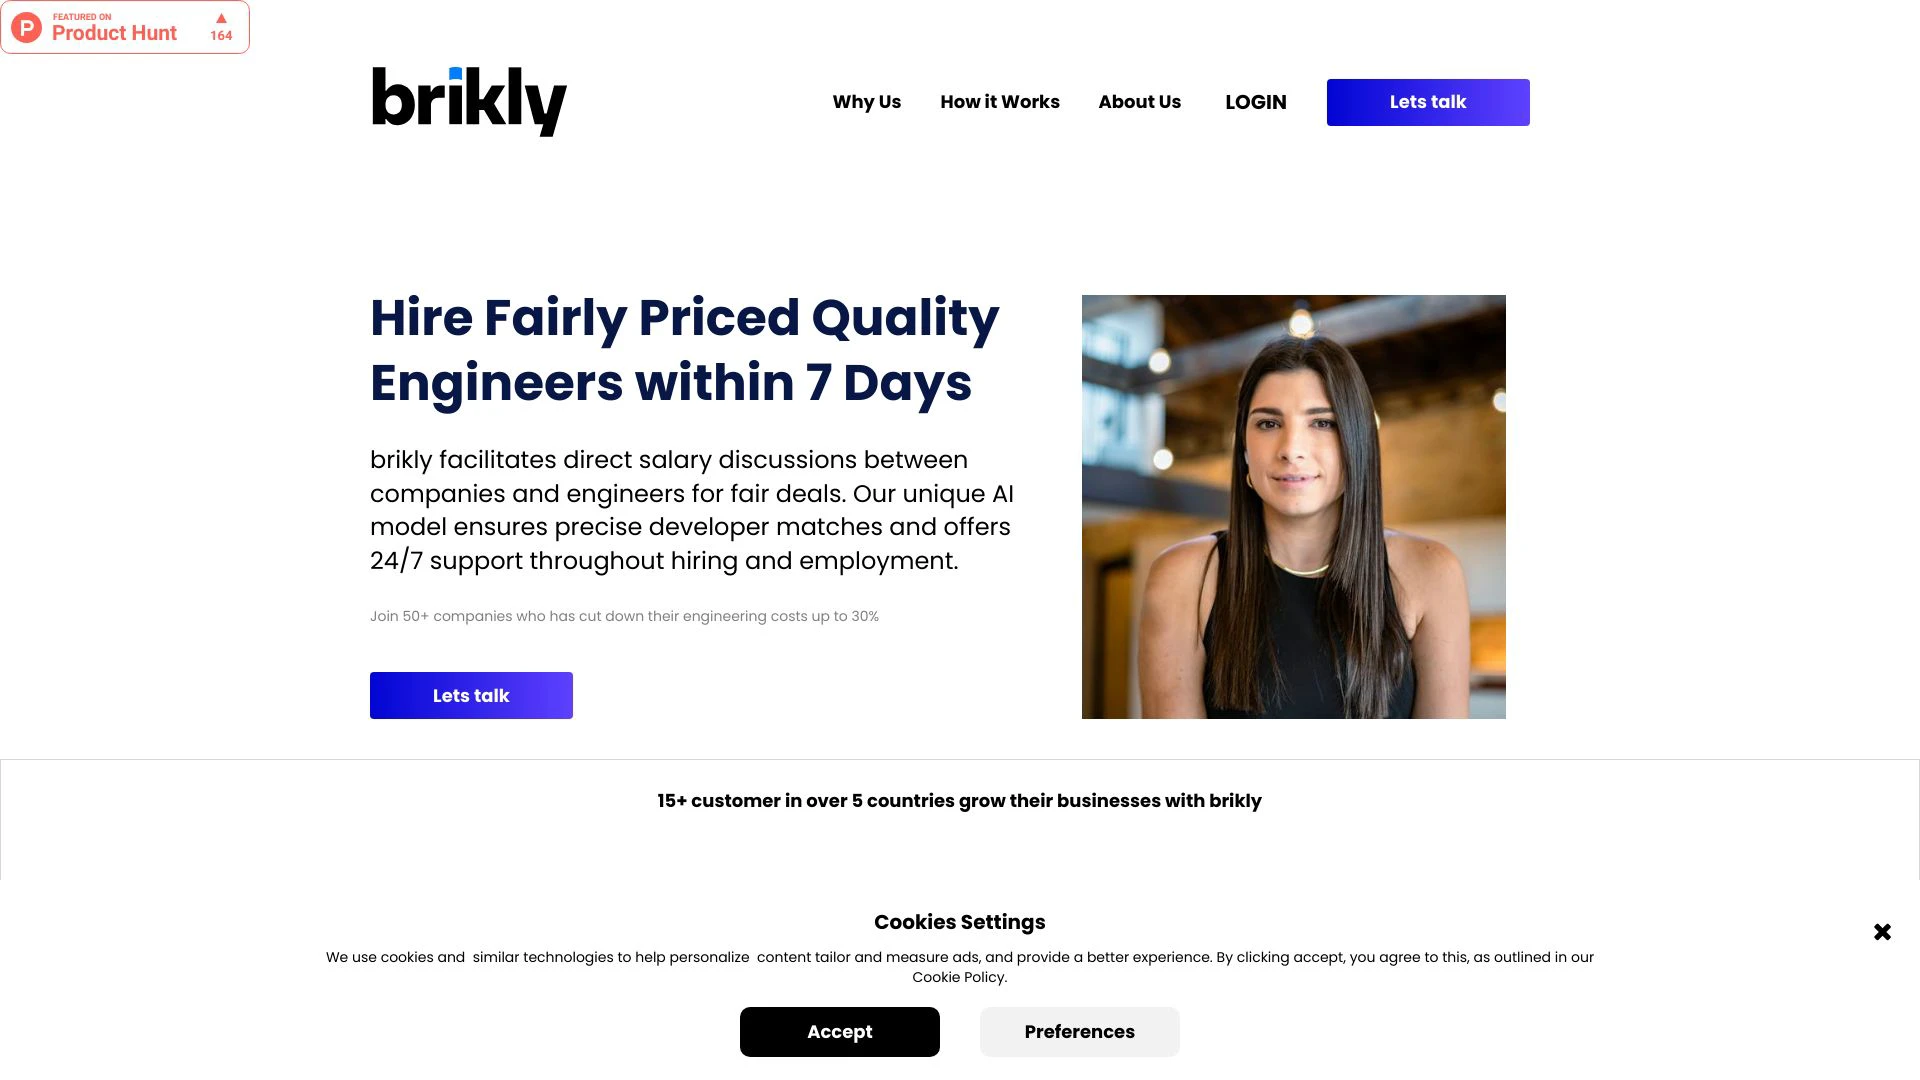 FEATURED ON
Product Hunt
164
brikly
Why Us
How it Works
About Us
LOGIN
Lets talk
Hire Fairly Priced Quality
Engineers within 7 Days
brikly facilitates direct salary discussions between
companies and engineers for fair deals. Our unique AI
model ensures precise developer matches and offers
24/7 support throughout hiring and employment.
Join 50+ companies who has cut down their engineering costs up to 30%
Lets talk
15+ customer in over 5 countries grow their businesses with brikly
Cookies Settings
We use cookies and similar technologies to help personalize content tailor and measure ads, and provide a better experience. By clicking accept, you agree to this, as outlined in our
Cookie Policy.
Accept
Preferences